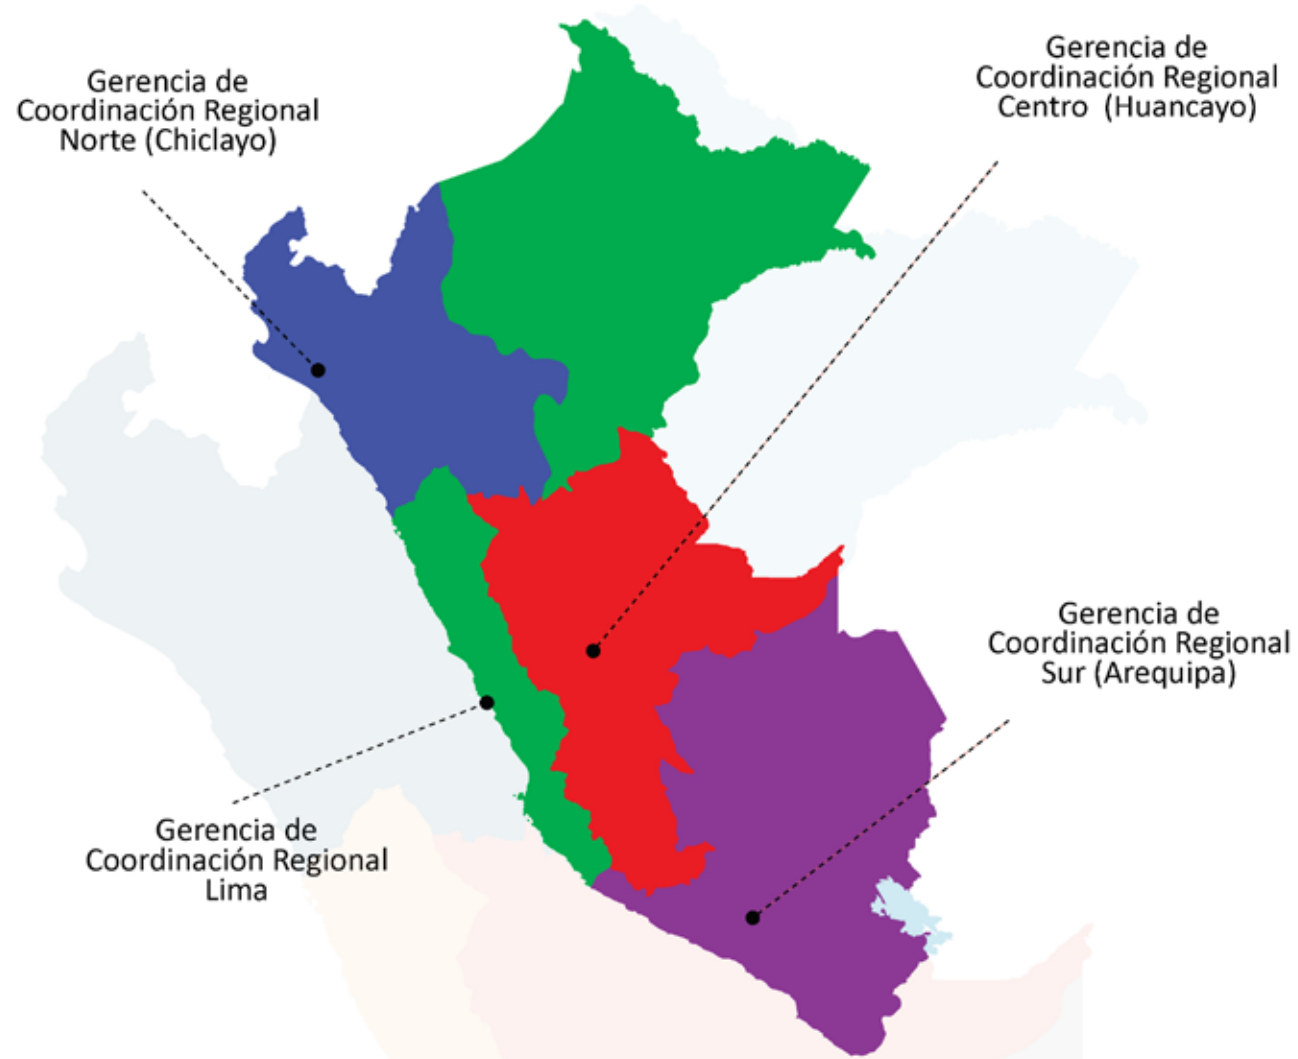 Gerencia de
Coordinación Regional
Norte (Chiclayo)
Gerencia de
Coordinación Regional
Centro (Huancayo)
Gerencia de
Coordinación Regional
Sur (Arequipa)
Gerencia de
Coordinación Regional
Lima